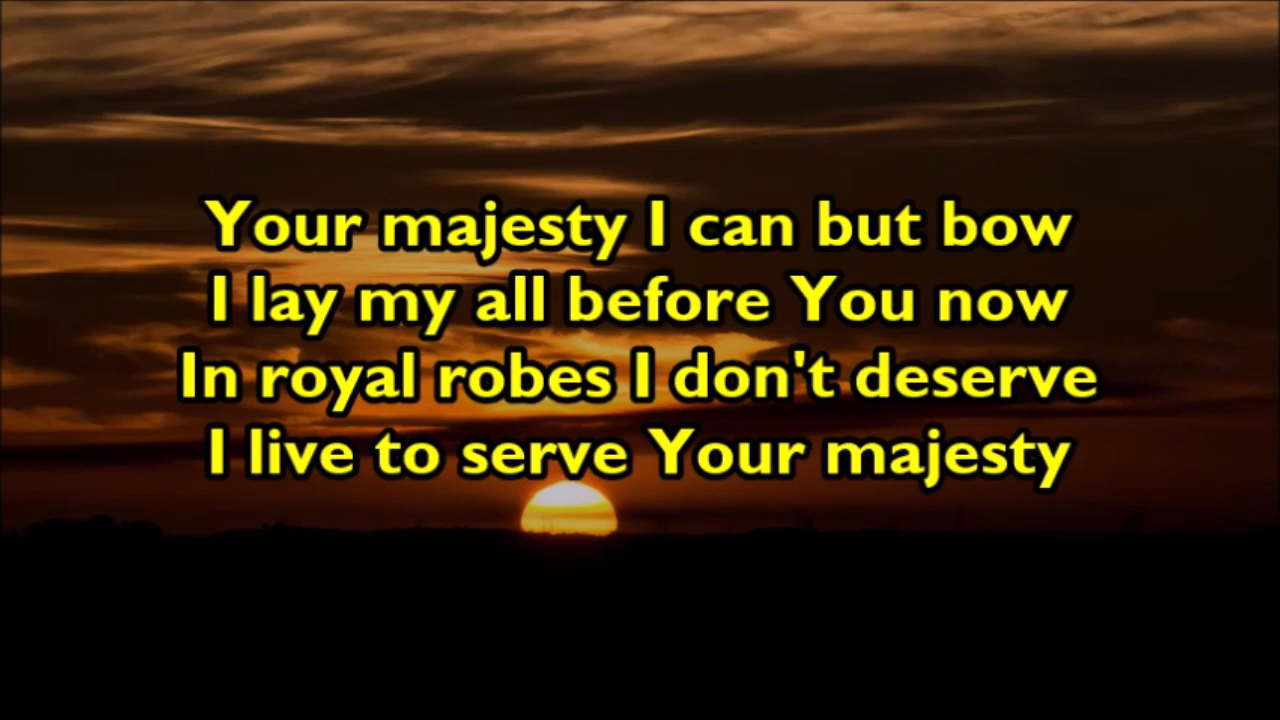 Your majesty I can but bow
I lay my all before You now
In royal robes I don't deserve
I live to serve Your majesty